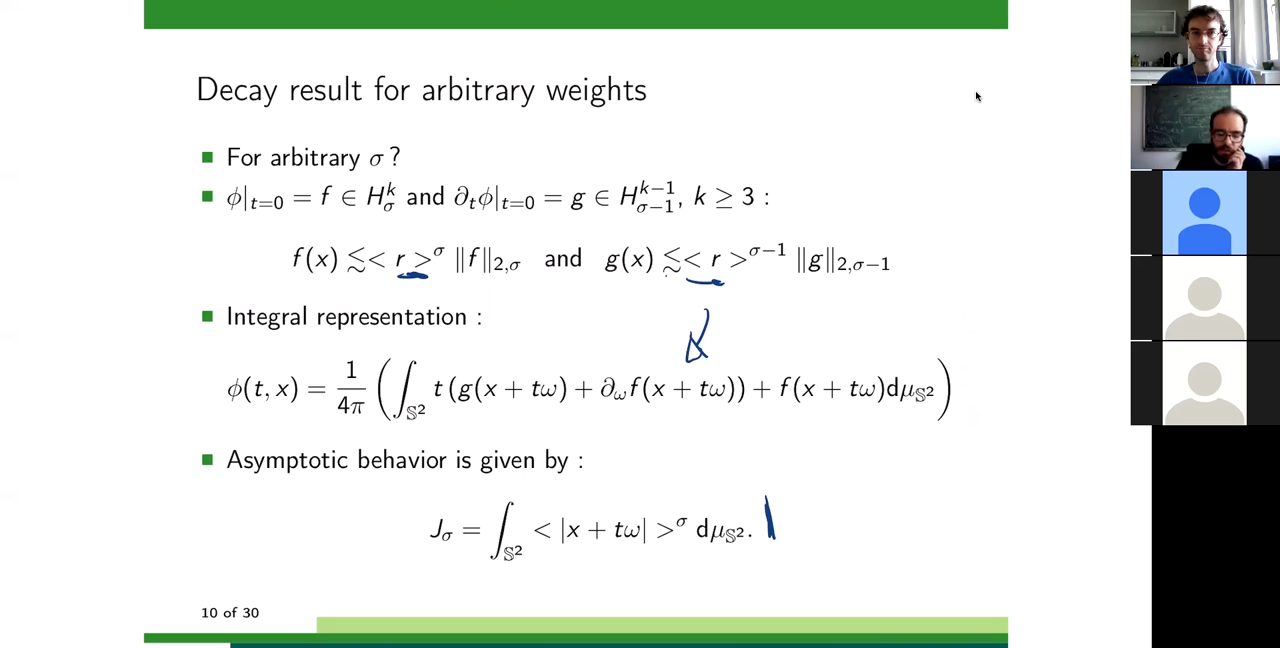 Decay result for arbitrary weights
For arbitrary σ ?
ϕ|t=0 = f ∈ H^k_σ and ∂_tϕ|t=0 = g ∈ H^{k−1}_{σ−1}, k ≥ 3 :
f(x) ≲< r >^σ ‖f‖_{2,σ} and g(x) ≲< r >^{σ−1} ‖g‖_{2,σ−1}
Integral representation :
ϕ(t, x) = 1/4π ( ∫_{𝕊²} t (g(x + tω) + ∂_ωf(x + tω)) + f(x + tω)dμ_{𝕊²} )
Asymptotic behavior is given by :
J_σ = ∫_{𝕊²} < |x + tω| >^σ dμ_{𝕊²}.
10 of 30